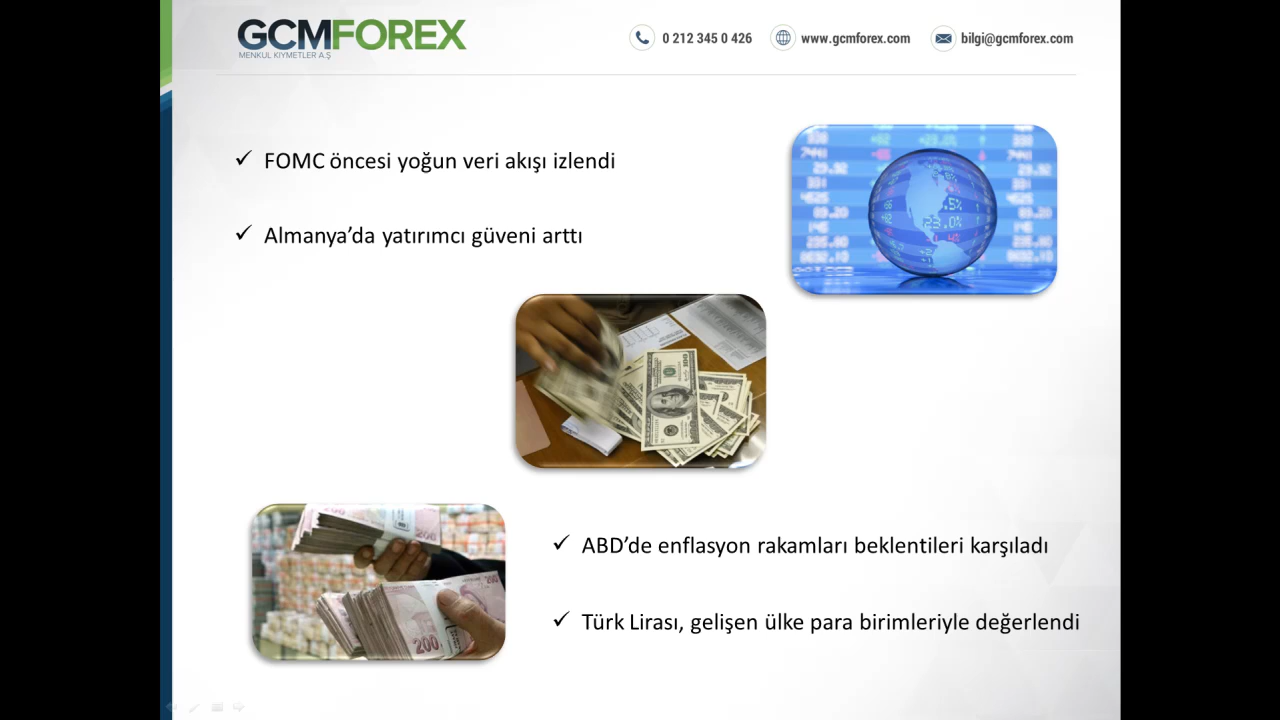 GCMFOREX
MENKUL KIYMETLER A.Ş
0 212 345 0 426
www.gcmforex.com
bilgi@gcmforex.com
✓ FOMC öncesi yoğun veri akışı izlendi
✓ Almanya’da yatırımcı güveni arttı
✓ ABD’de enflasyon rakamları beklentileri karşıladı
✓ Türk Lirası, gelişen ülke para birimleriyle değerlendi
200
200